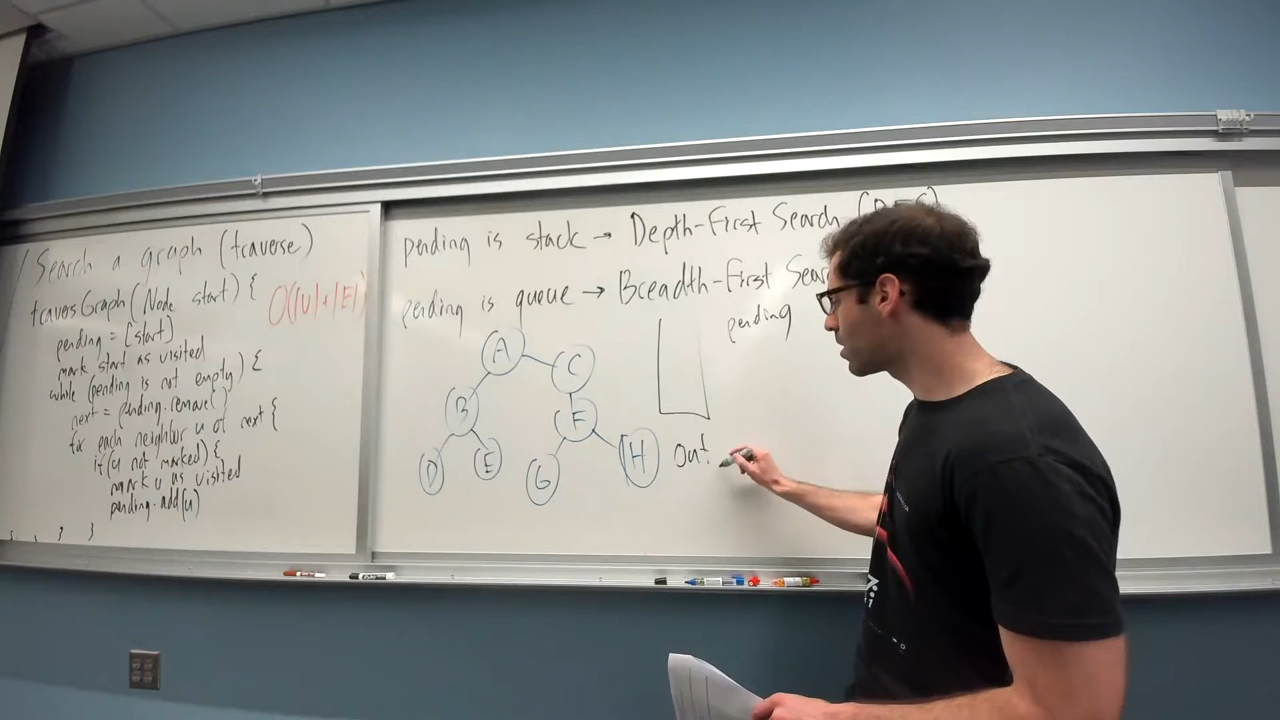 Search a graph (traverse)
traversGraph(Node start) {
O(|V|+|E|)
pending = [start]
mark start as visited
while (pending is not empty) {
next = pending.remove()
for each neighbor u of next {
if (u not marked) {
mark u as visited
pending.add(u)
} }
pending is stack → Depth-First Search
pending is queue → Breadth-First Sear
pending
A
C
B
F
D
E
G
H
out